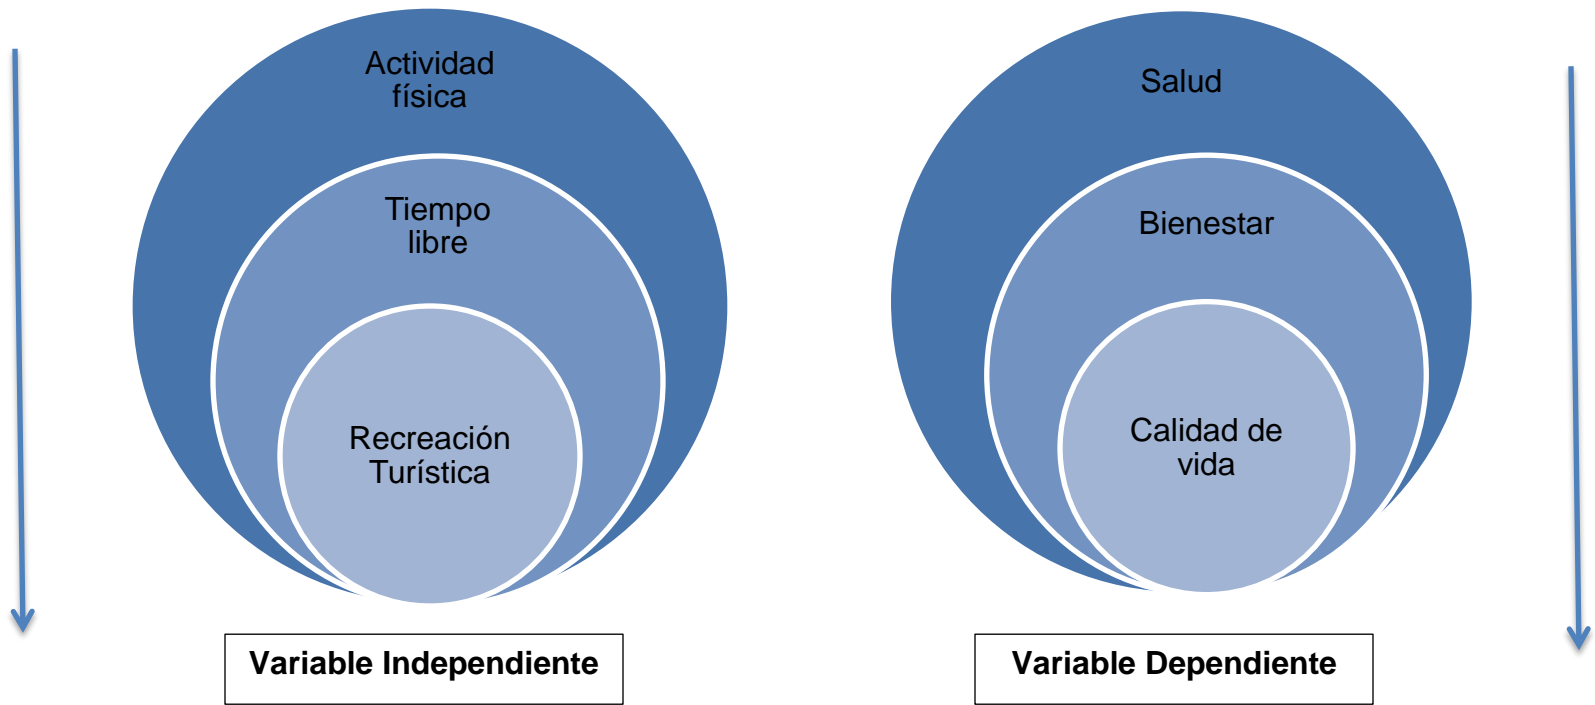 Actividad
física
Tiempo
libre
Recreación
Turística
Variable Independiente
Salud
Bienestar
Calidad de
vida
Variable Dependiente